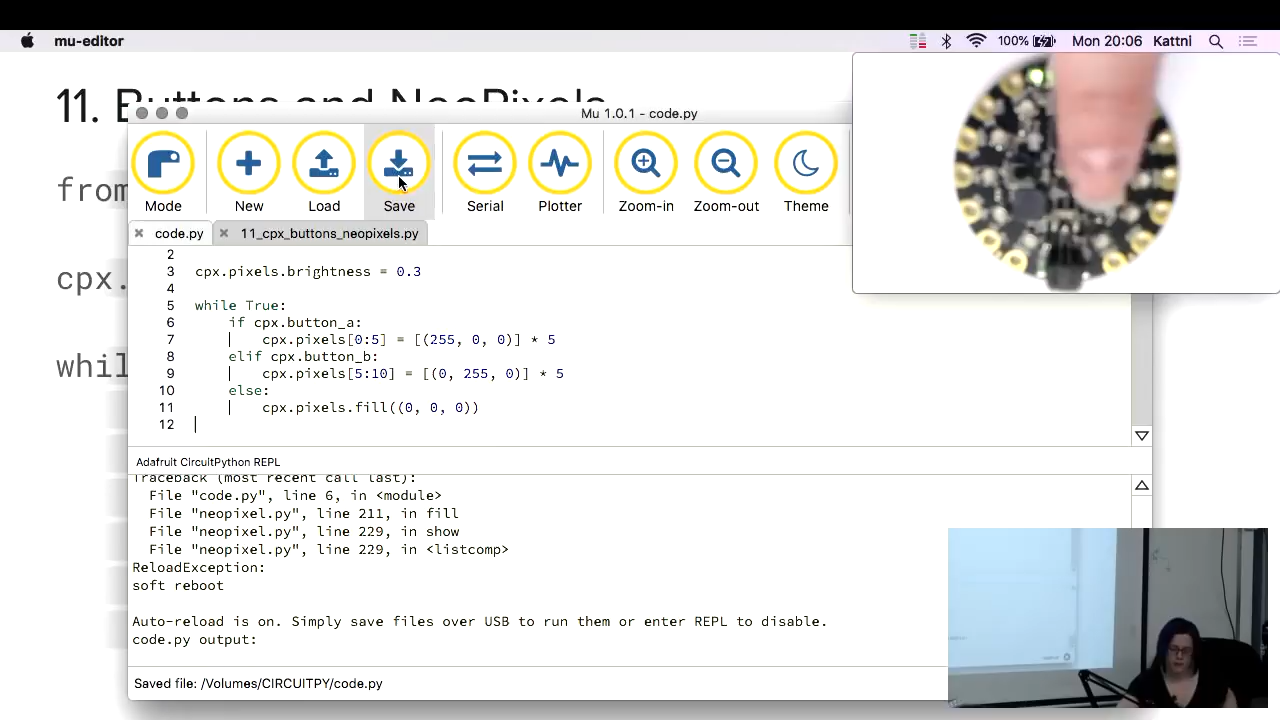 mu-editor
100%
Mon 20:06
Kattni
11. Buttons and NeoPixels
Mu 1.0.1 - code.py
Mode
New
Load
Save
Serial
Plotter
Zoom-in
Zoom-out
Theme
code.py
11_cpx_buttons_neopixels.py
from
cpx.
whil
2
3 cpx.pixels.brightness = 0.3
4
5 while True:
6 if cpx.button_a:
7 cpx.pixels[0:5] = [(255, 0, 0)] * 5
8 elif cpx.button_b:
9 cpx.pixels[5:10] = [(0, 255, 0)] * 5
10 else:
11 cpx.pixels.fill((0, 0, 0))
12
Adafruit CircuitPython REPL
Traceback (most recent call last):
File "code.py", line 6, in <module>
File "neopixel.py", line 211, in fill
File "neopixel.py", line 229, in show
File "neopixel.py", line 229, in <listcomp>
ReloadException:
soft reboot
Auto-reload is on. Simply save files over USB to run them or enter REPL to disable.
code.py output:
Saved file: /Volumes/CIRCUITPY/code.py